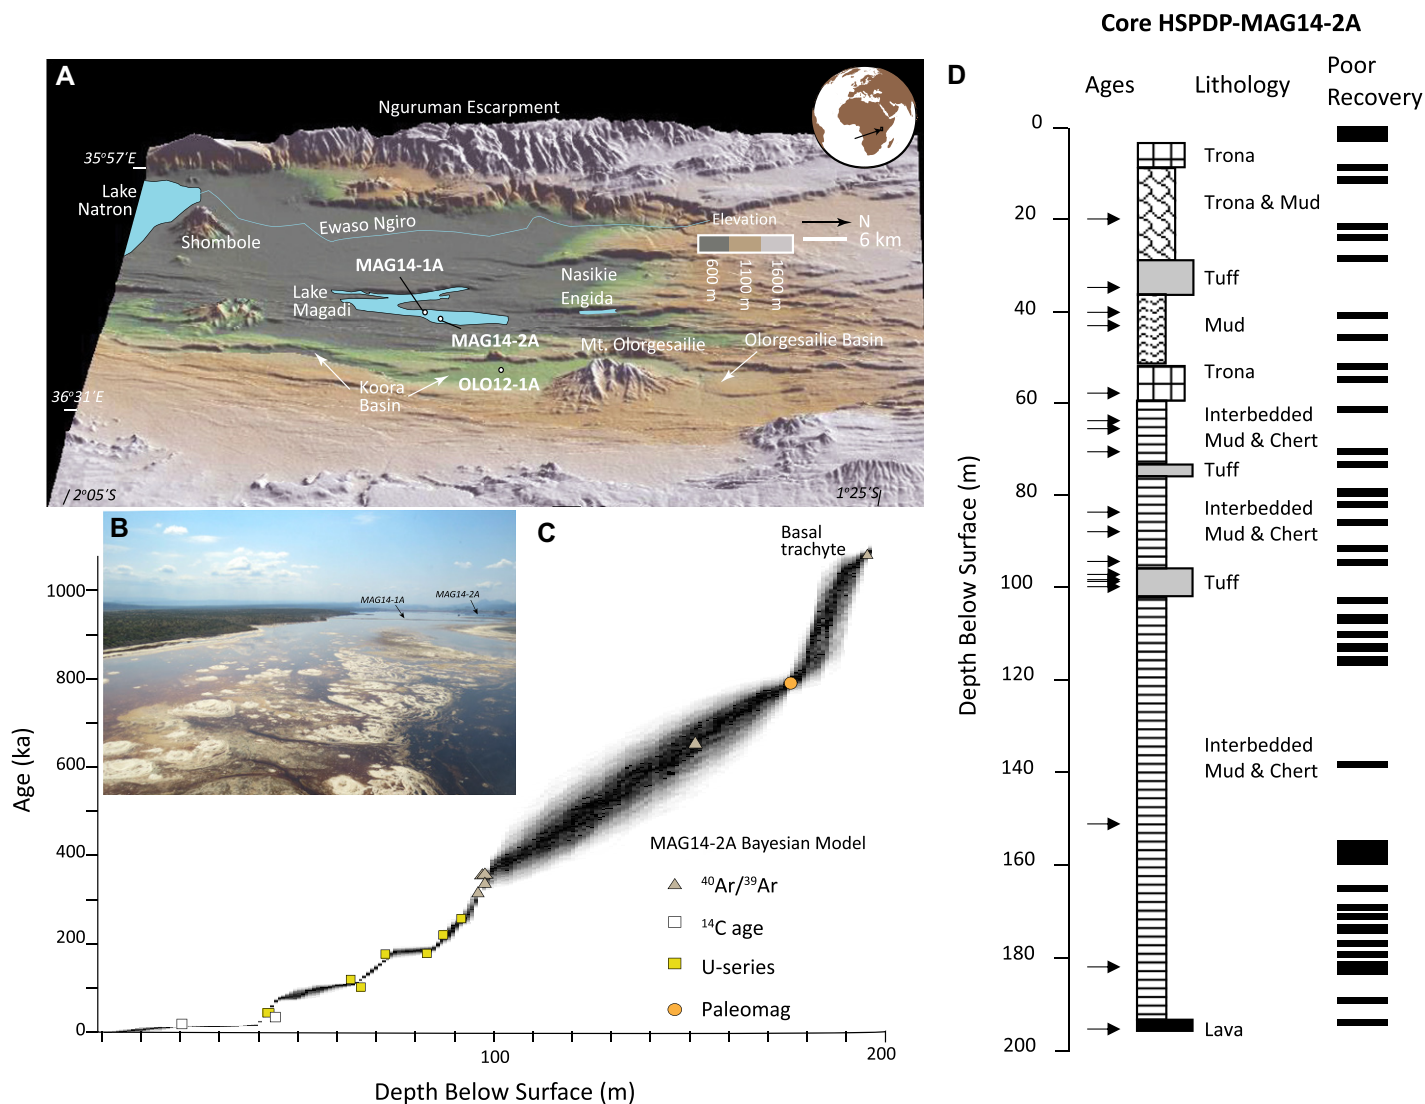 Core HSPDP-MAG14-2A
A
Nguruman Escarpment
35°57'E
Lake
Natron
Shombole
Ewaso Ngiro
Elevation
N
6 km
600 m
1100 m
1600 m
MAG14-1A
Lake
Magadi
Nasikie
Engida
MAG14-2A
Mt. Olorgesailie
Olorgesailie Basin
Koora
Basin
OLO12-1A
36°31'E
2°05'S
1°25'S
B
MAG14-1A
MAG14-2A
C
Basal
trachyte
1000
800
600
400
200
0
Age (ka)
100
200
Depth Below Surface (m)
MAG14-2A Bayesian Model
⁴⁰Ar/³⁹Ar
¹⁴C age
U-series
Paleomag
D
Ages
Lithology
Poor
Recovery
0
20
40
60
80
100
120
140
160
180
200
Depth Below Surface (m)
Trona
Trona & Mud
Tuff
Mud
Trona
Interbedded
Mud & Chert
Tuff
Interbedded
Mud & Chert
Tuff
Interbedded
Mud & Chert
Lava